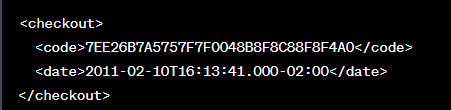 <checkout>
<code>7EE26B7A5757F7F0048B8F8C88F8F4A0</code>
<date>2011-02-10T16:13:41.000-02:00</date>
</checkout>